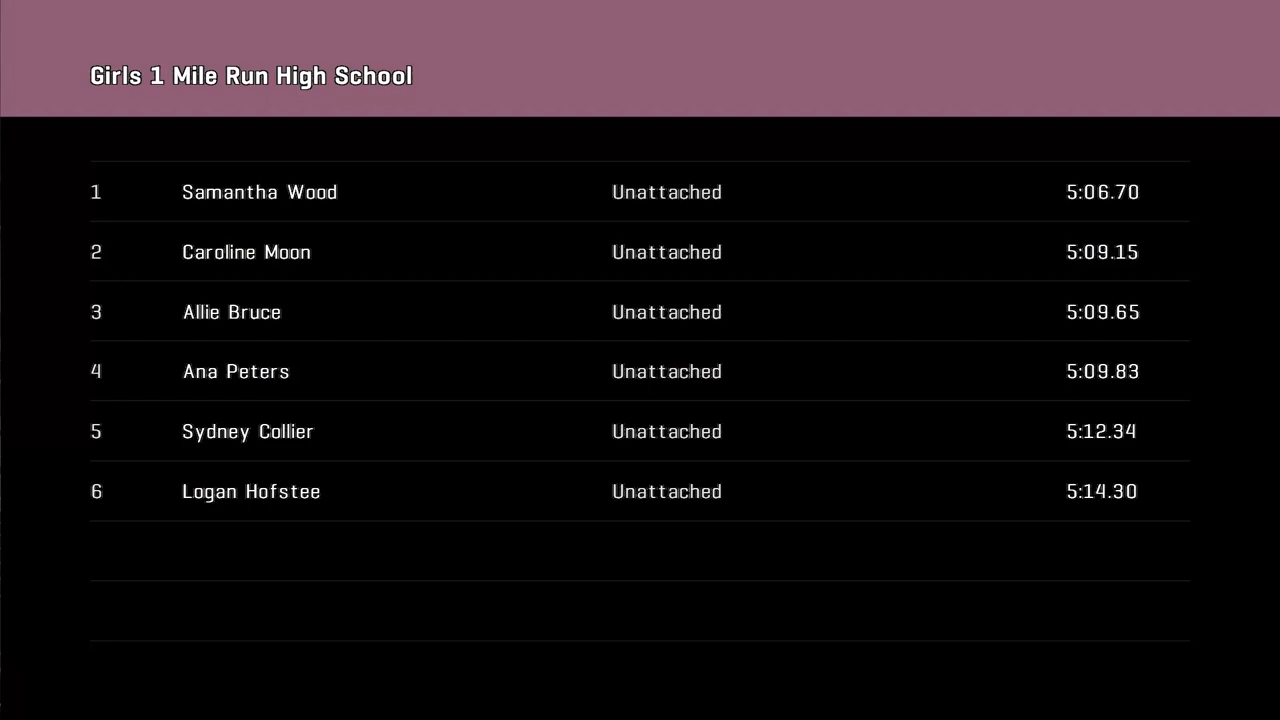 Girls 1 Mile Run High School
1 Samantha Wood Unattached 5:06.70
2 Caroline Moon Unattached 5:09.15
3 Allie Bruce Unattached 5:09.65
4 Ana Peters Unattached 5:09.83
5 Sydney Collier Unattached 5:12.34
6 Logan Hofstee Unattached 5:14.30